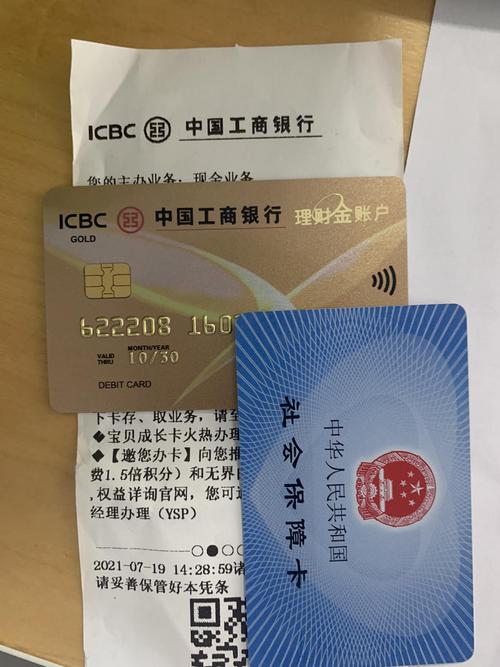 ICBC 中国工商银行
您的主办业务：现金业务
ICBC 中国工商银行 理财金账户
GOLD
622208 160
VALID THRU MONTH/YEAR 10/30
DEBIT CARD
下卡存、取业务，请至
◆宝贝成长卡火热办理
◆【邀您办卡】向您推
费1.5倍积分）和无界
,权益详询官网，您可
经理办理（YSP）
2021-07-19 14:28:59
请妥善保管好本凭条
中华人民共和国
社会保障卡